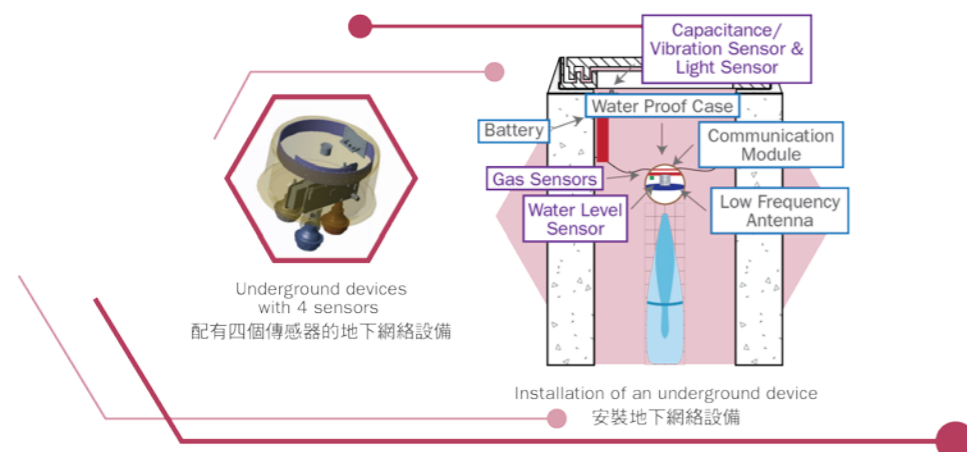 Capacitance/
Vibration Sensor &
Light Sensor
Water Proof Case
Battery
Communication
Module
Gas Sensors
Water Level
Sensor
Low Frequency
Antenna
Underground devices
with 4 sensors
配有四個傳感器的地下網絡設備
Installation of an underground device
安裝地下網絡設備